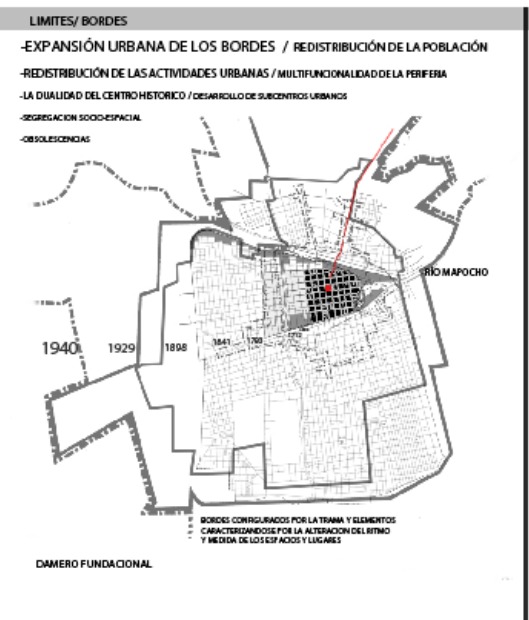 LIMITES/ BORDES
-EXPANSIÓN URBANA DE LOS BORDES / REDISTRIBUCIÓN DE LA POBLACIÓN
-REDISTRIBUCIÓN DE LAS ACTIVIDADES URBANAS / MULTIFUNCIONALIDAD DE LA PERIFERIA
-LA DUALIDAD DEL CENTRO HISTORICO / DESARROLLO DE SUBCENTROS URBANOS
-SEGREGACION SOCIO-ESPACIAL
-OBSOLESCENCIAS
RÍO MAPOCHO
1940 1929 1898 1841 1793 1712
BORDES CONFIGURADOS POR LA TRAMA Y ELEMENTOS
CARACTERIZANDOSE POR LA ALTERACION DEL RITMO
Y MEDIDA DE LOS ESPACIOS Y LUGARES
DAMERO FUNDACIONAL